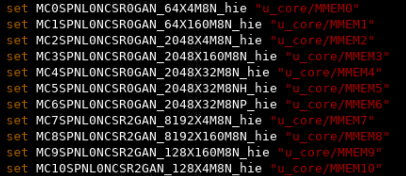 set MC0SPNL0NCSR0GAN_64X4M8N_hie "u_core/MMEM0"
set MC1SPNL0NCSR0GAN_64X160M8N_hie "u_core/MMEM1"
set MC2SPNL0NCSR0GAN_2048X4M8N_hie "u_core/MMEM2"
set MC3SPNL0NCSR0GAN_2048X160M8N_hie "u_core/MMEM3"
set MC4SPNL0NCSR0GAN_2048X32M8N_hie "u_core/MMEM4"
set MC5SPNL0NCSR0GAN_2048X32M8NH_hie "u_core/MMEM5"
set MC6SPNL0NCSR0GAN_2048X32M8NP_hie "u_core/MMEM6"
set MC7SPNL0NCSR2GAN_8192X4M8N_hie "u_core/MMEM7"
set MC8SPNL0NCSR2GAN_8192X160M8N_hie "u_core/MMEM8"
set MC9SPNL0NCSR2GAN_128X160M8N_hie "u_core/MMEM9"
set MC10SPNL0NCSR2GAN_128X4M8N_hie "u_core/MMEM10"